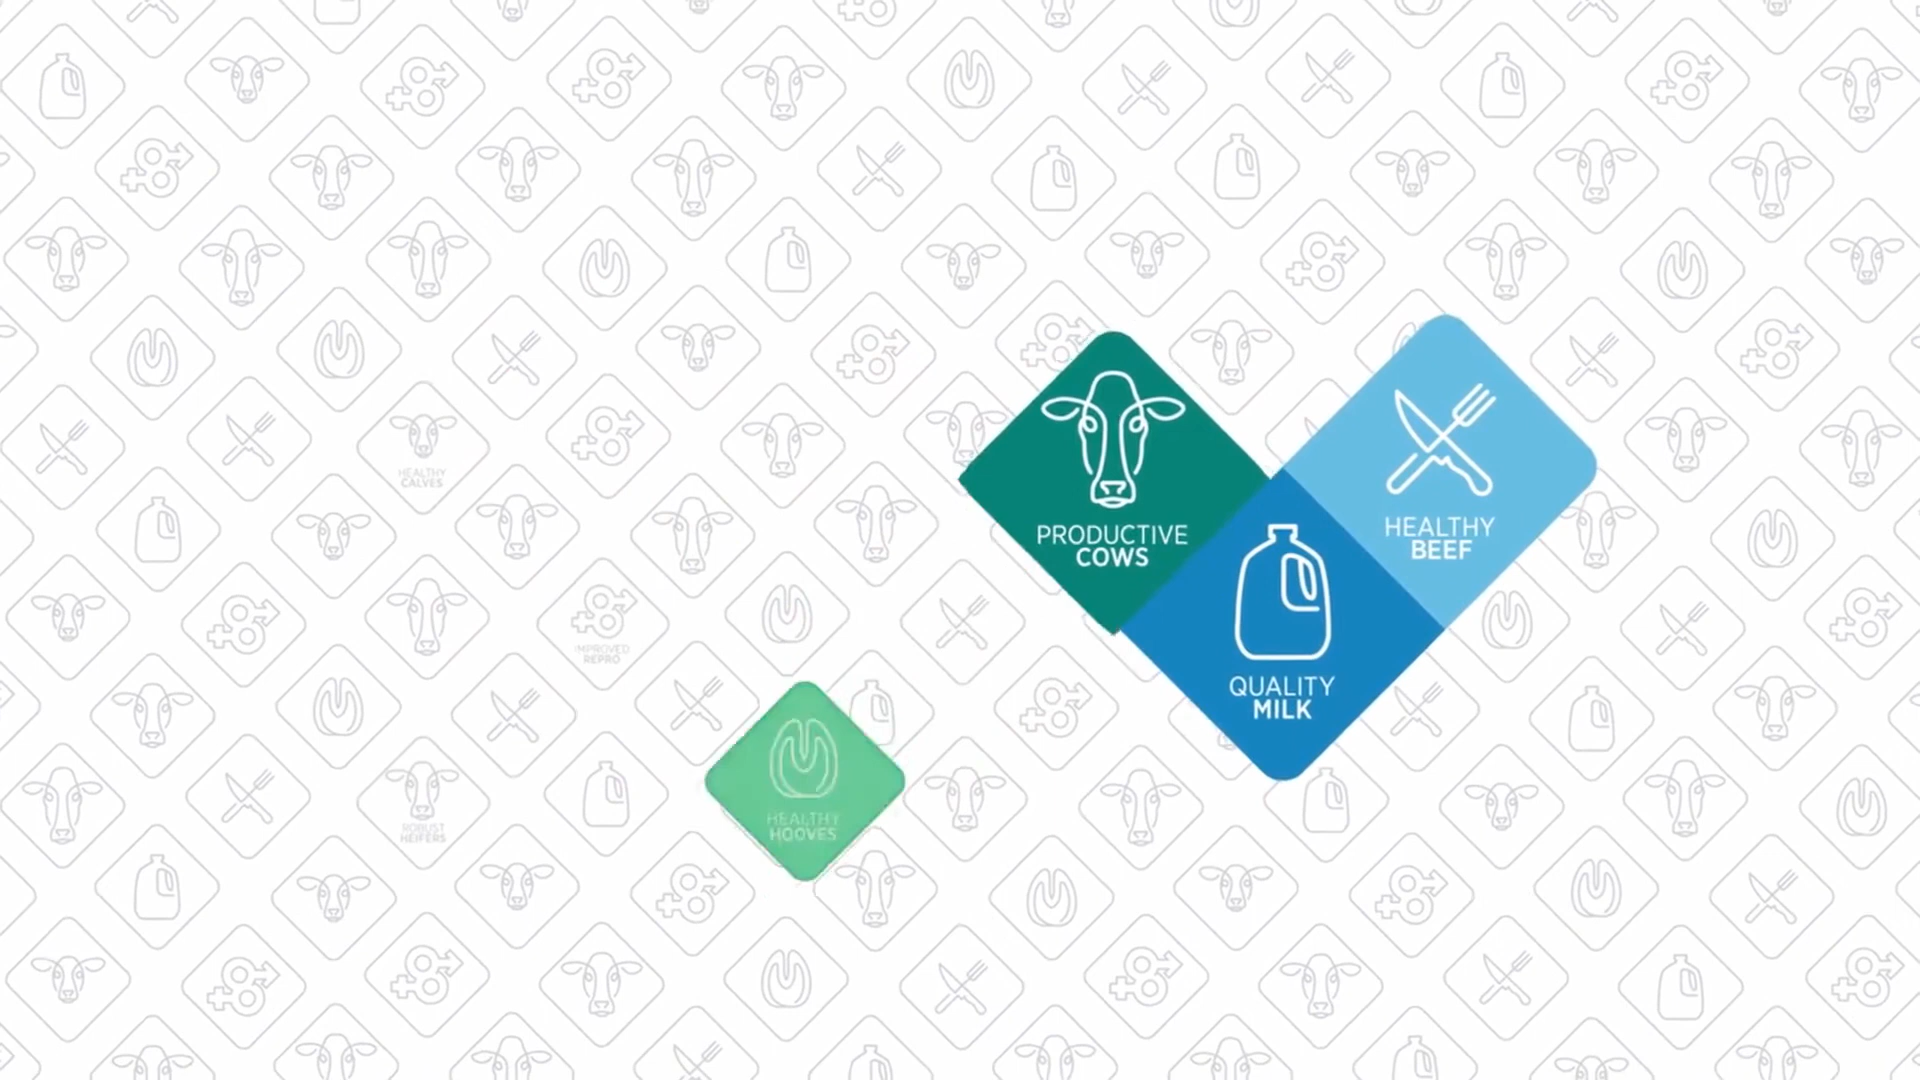 HEALTHY
CALVES
PRODUCTIVE
COWS
HEALTHY
BEEF
IMPROVED
REPRO
QUALITY
MILK
HEALTHY
HOOVES
ROBUST
HEIFERS